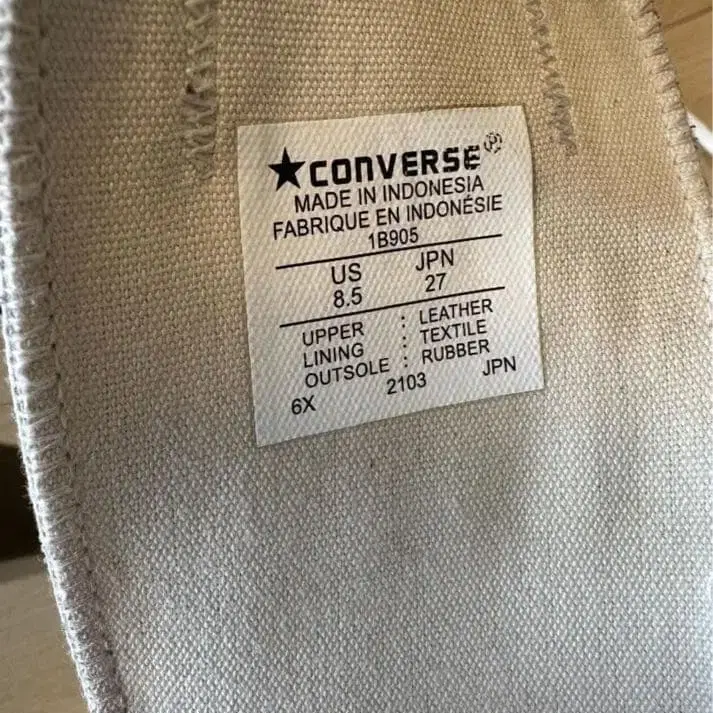 ★CONVERSE Ⓟ
MADE IN INDONESIA
FABRIQUE EN INDONÉSIE
1B905
US JPN
8.5 27
UPPER : LEATHER
LINING : TEXTILE
OUTSOLE : RUBBER
6X 2103 JPN